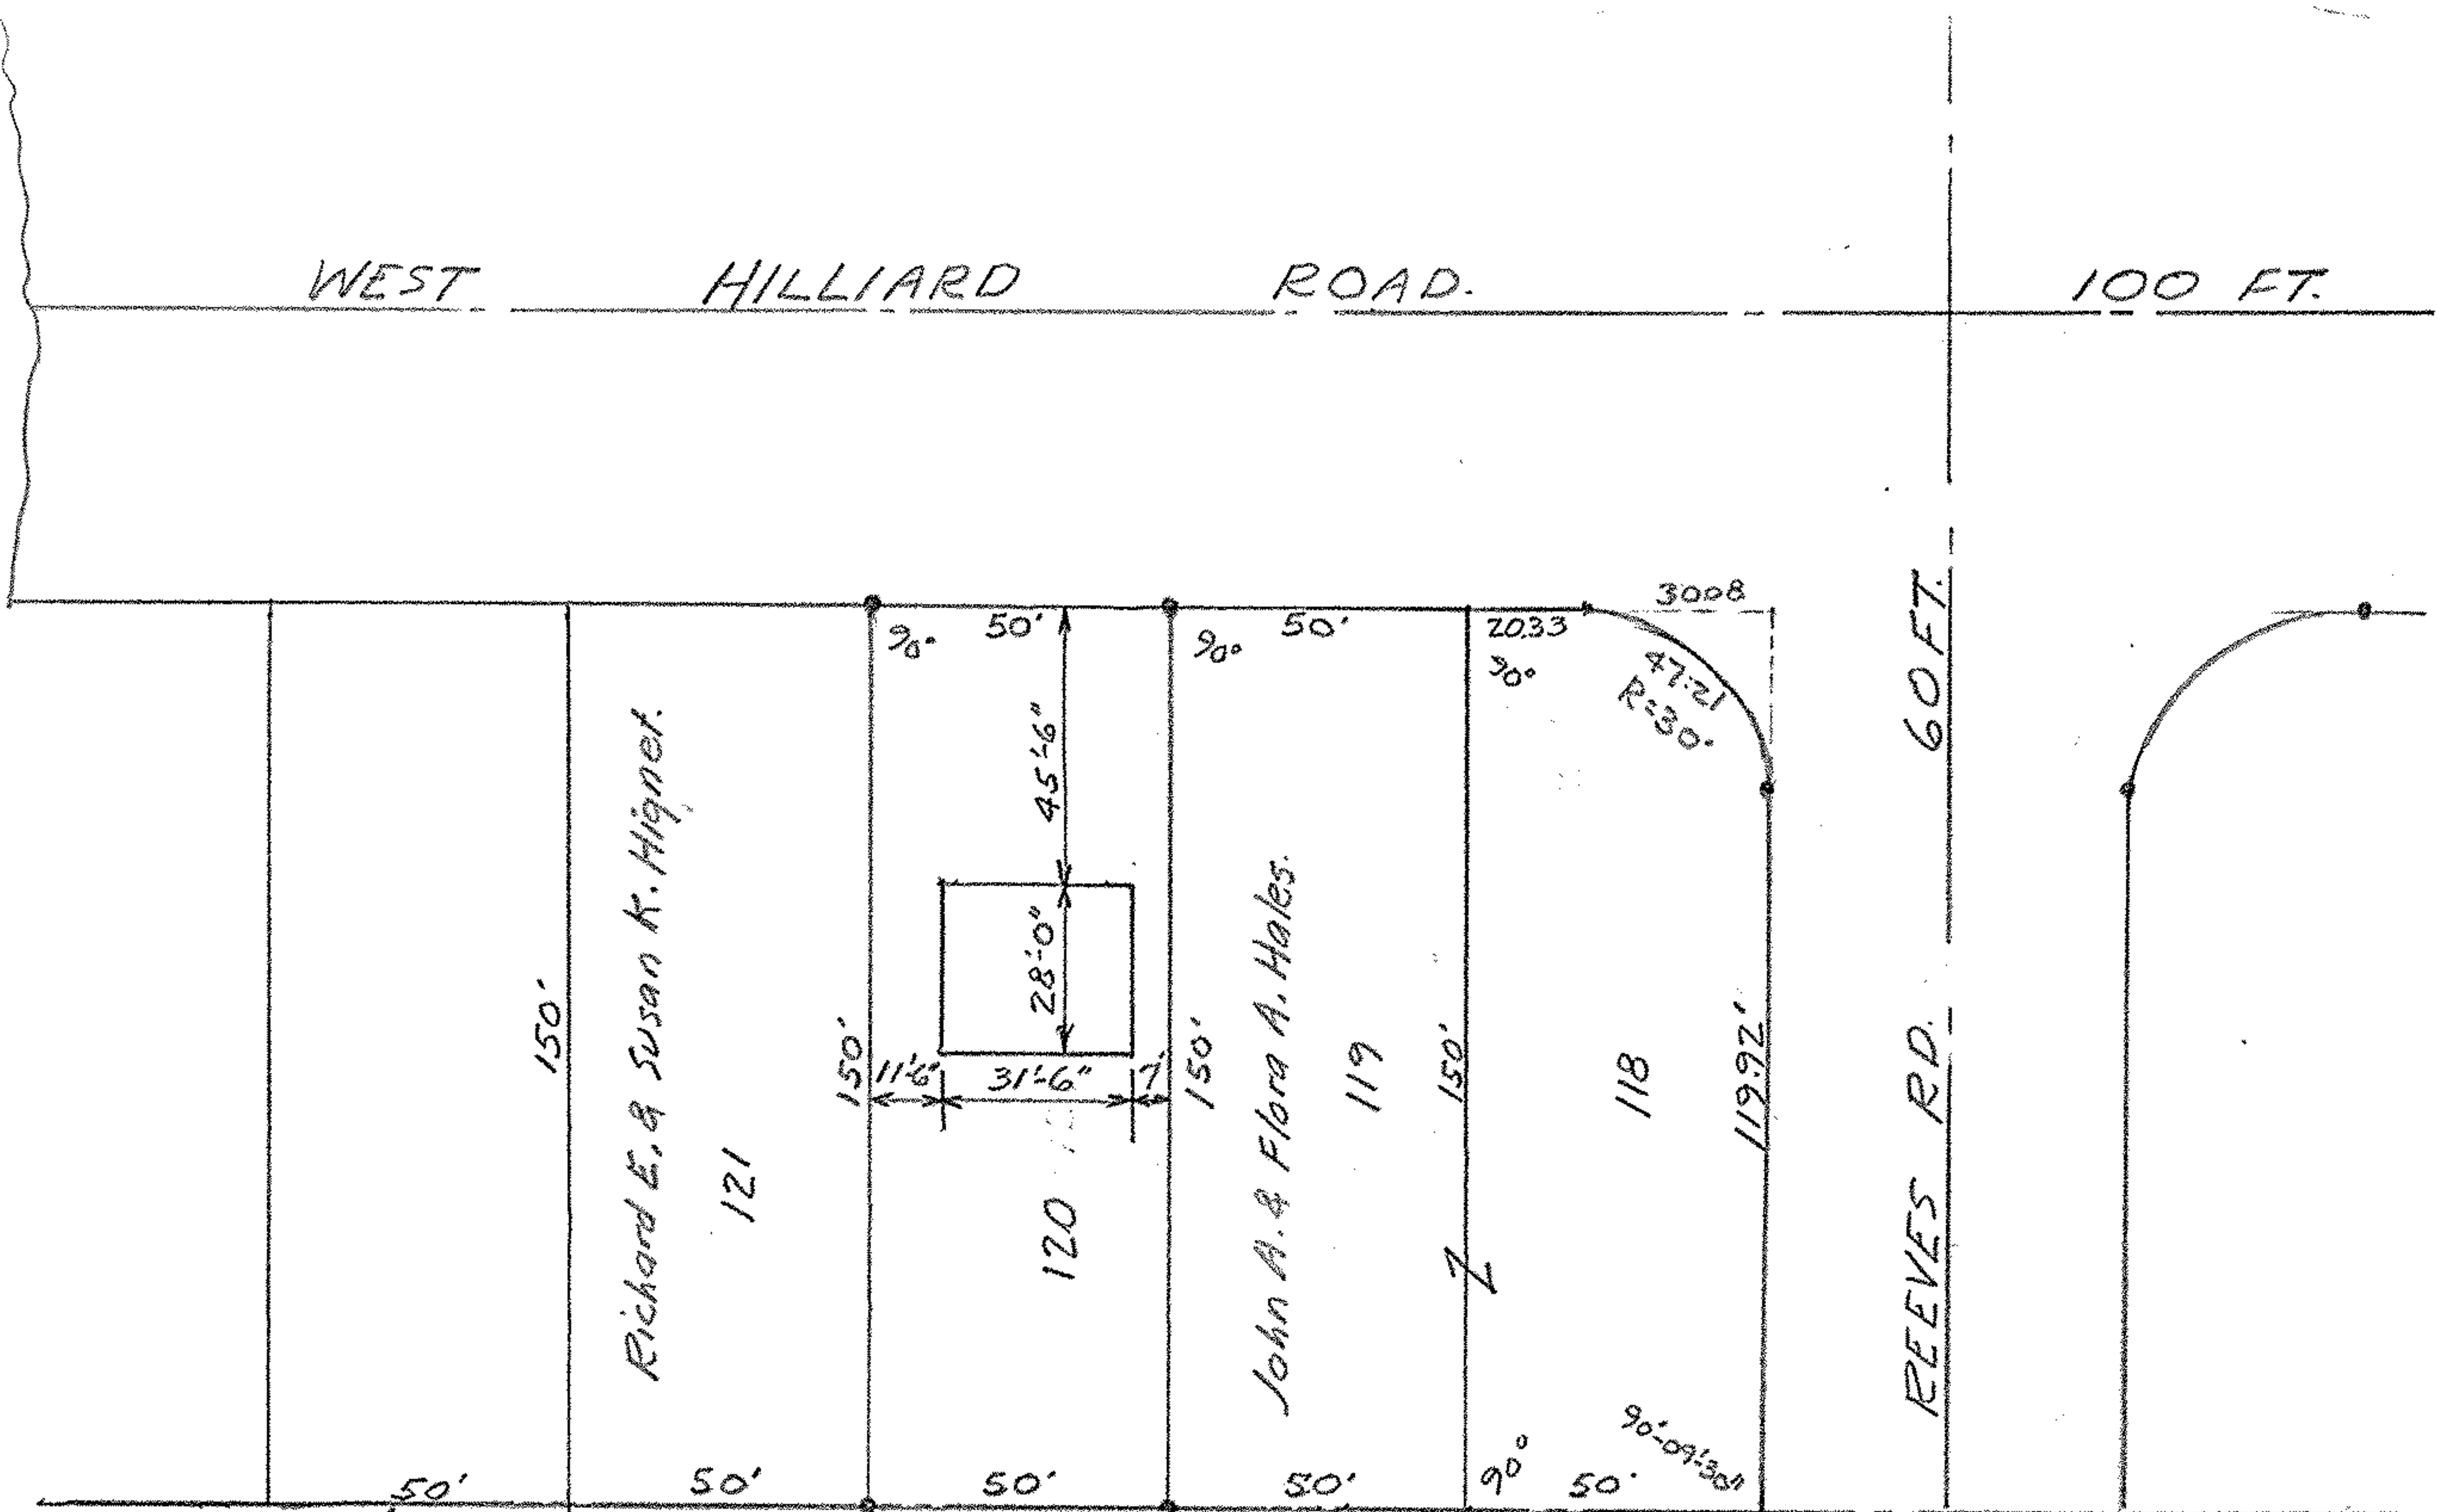 WEST HILLIARD ROAD. 100 FT.
3008
90° 50' 90° 50' 2033
90°
47.21
R=30'
60 FT.
45'-6"
28'-0"
150'
Richard E. & Susan K. Hignet.
121
150'
11'-6" 31'-6" 7'
150'
120
John A. & Flora A. Hales.
119
150'
118
119.92'
REEVES RD.
50' 50' 50' 50' 90° 50' 90°-09'-30"